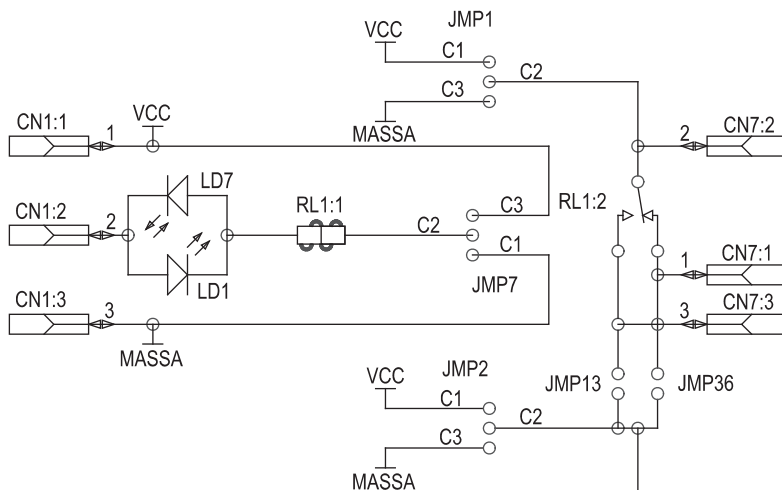 JMP1
VCC
C1
C2
C3
MASSA
CN1:1
1
VCC
2
CN7:2
LD7
CN1:2
2
RL1:1
C2
C3
RL1:2
C1
LD1
JMP7
1
CN7:1
CN1:3
3
3
CN7:3
MASSA
VCC
JMP2
C1
JMP13
JMP36
C2
C3
MASSA